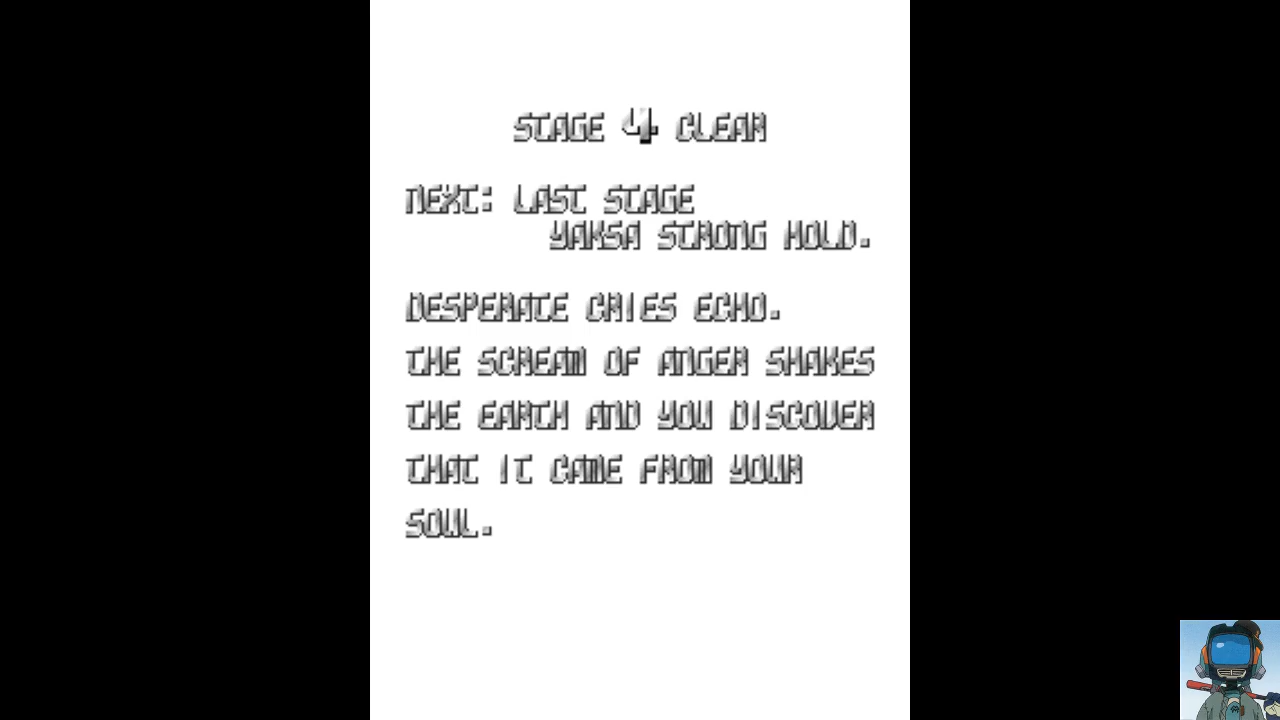 STAGE 4 CLEAR
NEXT: LAST STAGE
YAKSA STRONG HOLD.
DESPERATE CRIES ECHO.
THE SCREAM OF ANGER SHAKES
THE EARTH AND YOU DISCOVER
THAT IT CAME FROM YOUR
SOUL.